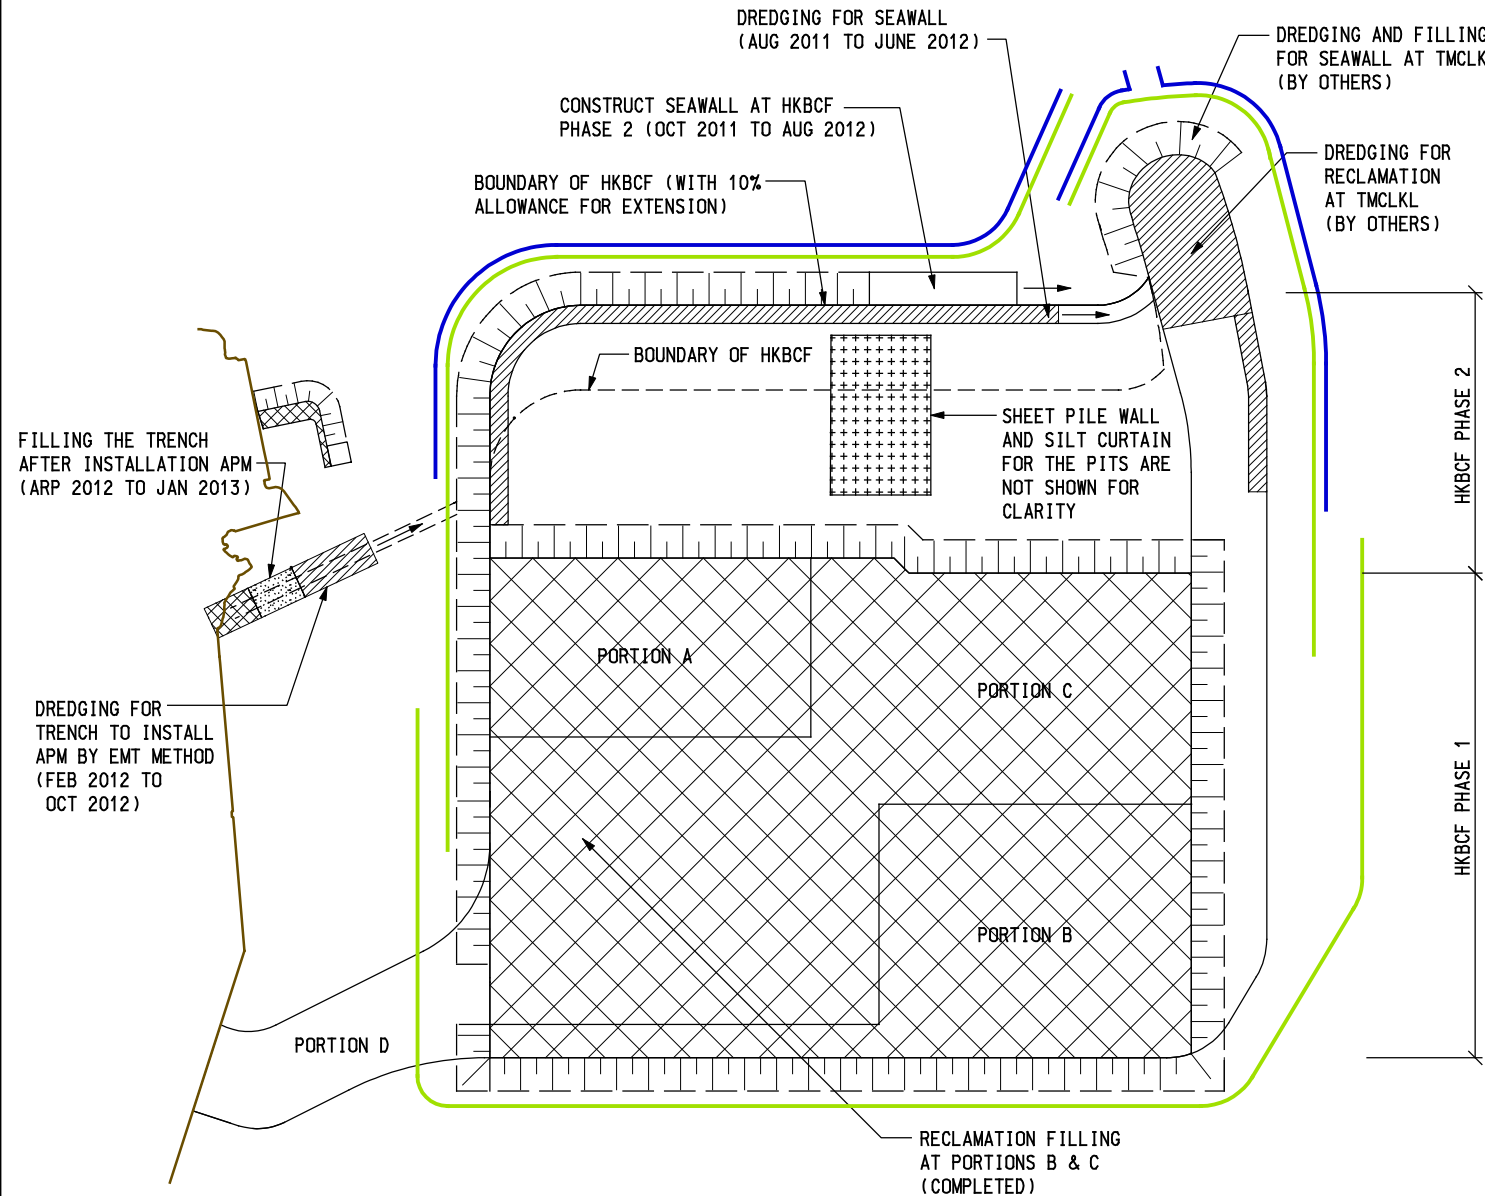 DREDGING FOR SEAWALL
(AUG 2011 TO JUNE 2012)
DREDGING AND FILLING
FOR SEAWALL AT TMCLK
(BY OTHERS)
CONSTRUCT SEAWALL AT HKBCF
PHASE 2 (OCT 2011 TO AUG 2012)
DREDGING FOR
RECLAMATION
AT TMCLKL
(BY OTHERS)
BOUNDARY OF HKBCF (WITH 10%
ALLOWANCE FOR EXTENSION)
BOUNDARY OF HKBCF
SHEET PILE WALL
AND SILT CURTAIN
FOR THE PITS ARE
NOT SHOWN FOR
CLARITY
HKBCF PHASE 2
FILLING THE TRENCH
AFTER INSTALLATION APM
(ARP 2012 TO JAN 2013)
PORTION A
PORTION C
DREDGING FOR
TRENCH TO INSTALL
APM BY EMT METHOD
(FEB 2012 TO
OCT 2012)
HKBCF PHASE 1
PORTION B
PORTION D
RECLAMATION FILLING
AT PORTIONS B & C
(COMPLETED)